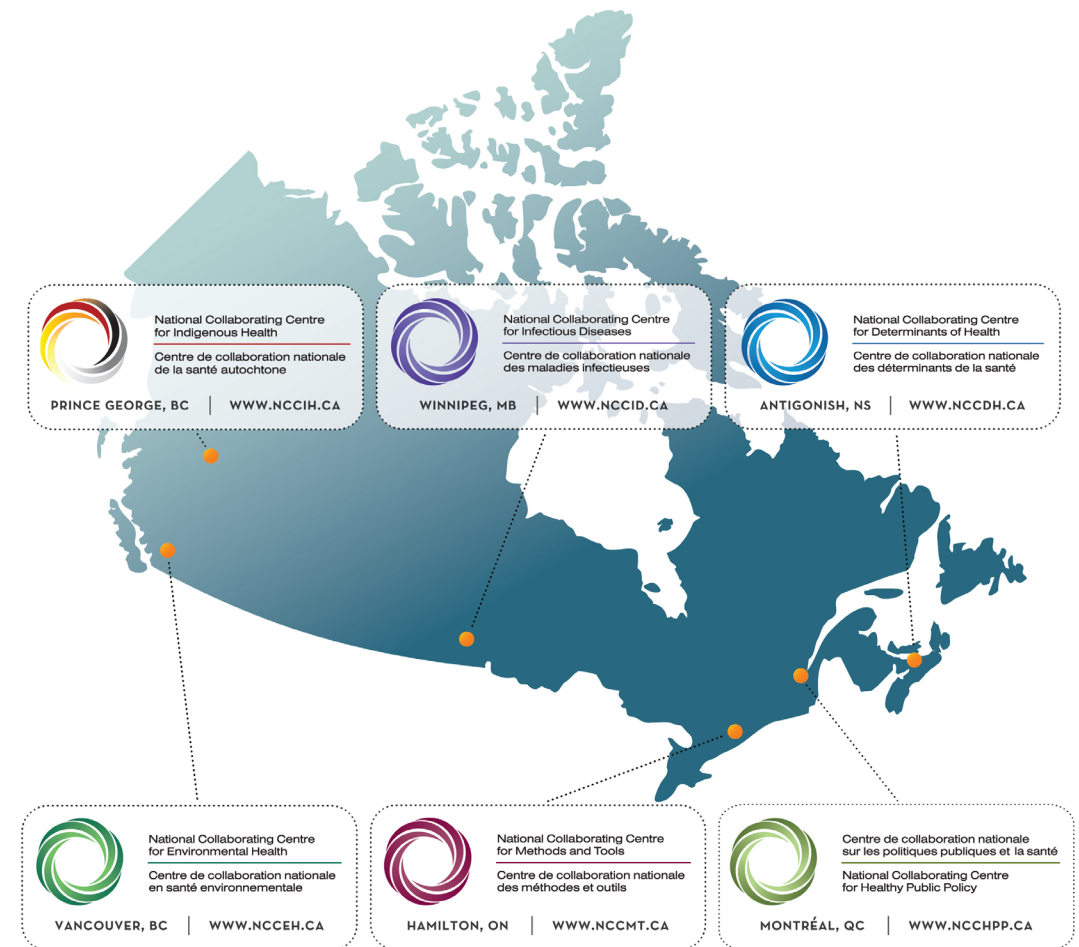 National Collaborating Centre
for Indigenous Health
Centre de collaboration nationale
de la santé autochtone
PRINCE GEORGE, BC | WWW.NCCIH.CA
National Collaborating Centre
for Infectious Diseases
Centre de collaboration nationale
des maladies infectieuses
WINNIPEG, MB | WWW.NCCID.CA
National Collaborating Centre
for Determinants of Health
Centre de collaboration nationale
des déterminants de la santé
ANTIGONISH, NS | WWW.NCCDH.CA
National Collaborating Centre
for Environmental Health
Centre de collaboration nationale
en santé environnementale
VANCOUVER, BC | WWW.NCCEH.CA
National Collaborating Centre
for Methods and Tools
Centre de collaboration nationale
des méthodes et outils
HAMILTON, ON | WWW.NCCMT.CA
Centre de collaboration nationale
sur les politiques publiques et la santé
National Collaborating Centre
for Healthy Public Policy
MONTRÉAL, QC | WWW.NCCHPP.CA